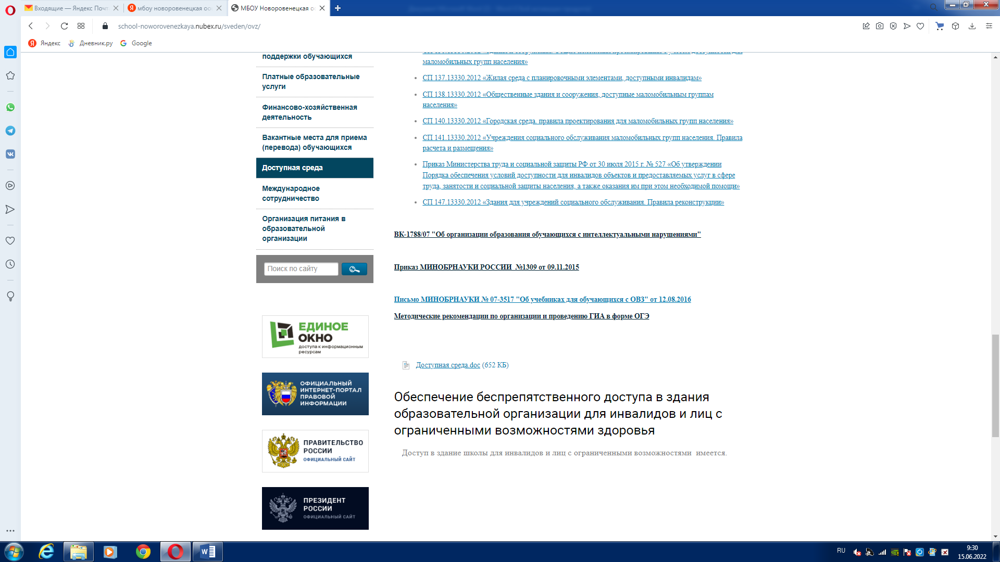 Входящие — Яндекс Почт
мбоу новоровенецкая ос
МБОУ Новоровенецкая о
school-noworovenezkaya.nubex.ru/sveden/ovz/
Яндекс
Дневник.ру
Google
поддержки обучающихся
Платные образовательные
услуги
Финансово-хозяйственная
деятельность
Вакантные места для приема
(перевода) обучающихся
Доступная среда
Международное
сотрудничество
Организация питания в
образовательной
организации
Поиск по сайту
ЕДИНОЕ
ОКНО
доступа к информационным
ресурсам
ОФИЦИАЛЬНЫЙ
ИНТЕРНЕТ-ПОРТАЛ
ПРАВОВОЙ
ИНФОРМАЦИИ
ПРАВИТЕЛЬСТВО
РОССИИ
ОФИЦИАЛЬНЫЙ САЙТ
ПРЕЗИДЕНТ
РОССИИ
ОФИЦИАЛЬНЫЙ САЙТ
маломобильных групп населения»
СП 137.13330.2012 «Жилая среда с планировочными элементами, доступными инвалидам»
СП 138.13330.2012 «Общественные здания и сооружения, доступные маломобильным группам
населения»
СП 140.13330.2012 «Городская среда. правила проектирования для маломобильных групп населения»
СП 141.13330.2012 «Учреждения социального обслуживания маломобильных групп населения. Правила
расчета и размещения»
Приказ Министерства труда и социальной защиты РФ от 30 июля 2015 г. № 527 «Об утверждении
Порядка обеспечения условий доступности для инвалидов объектов и предоставляемых услуг в сфере
труда, занятости и социальной защиты населения, а также оказания им при этом необходимой помощи»
СП 147.13330.2012 «Здания для учреждений социального обслуживания. Правила реконструкции»
ВК-1788/07 "Об организации образования обучающихся с интеллектуальными нарушениями"
Приказ МИНОБРНАУКИ РОССИИ №1309 от 09.11.2015
Письмо МИНОБРНАУКИ № 07-3517 "Об учебниках для обучающихся с ОВЗ" от 12.08.2016
Методические рекомендации по организации и проведению ГИА в форме ОГЭ
Доступная среда.doc (652 КБ)
Обеспечение беспрепятственного доступа в здания
образовательной организации для инвалидов и лиц с
ограниченными возможностями здоровья
Доступ в здание школы для инвалидов и лиц с ограниченными возможностями имеется.
RU
9:30
15.06.2022